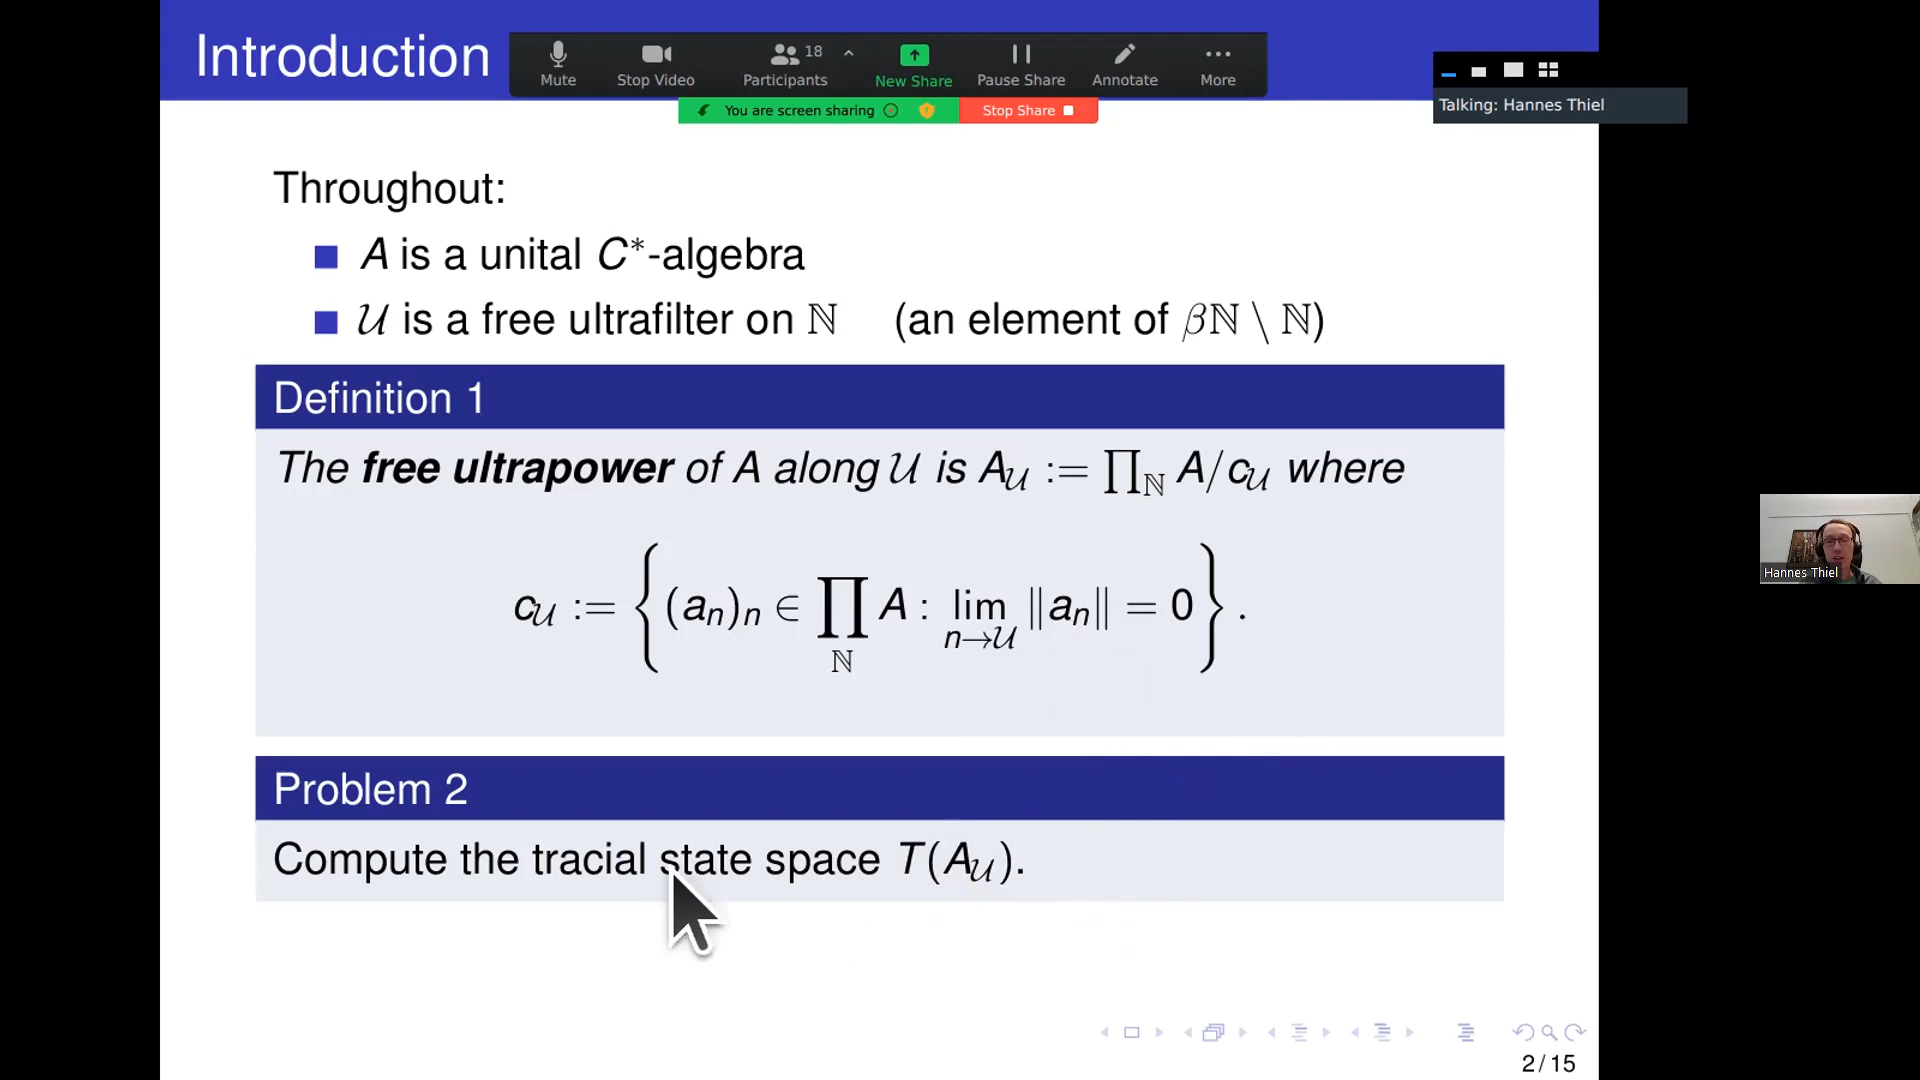 Introduction
Mute
Stop Video
Participants
18
New Share
Pause Share
Annotate
More
You are screen sharing
Stop Share
Talking: Hannes Thiel
Throughout:
A is a unital C*-algebra
𝒰 is a free ultrafilter on ℕ (an element of βℕ \ ℕ)
Definition 1
The free ultrapower of A along 𝒰 is A_𝒰 := ∏_ℕ A/c_𝒰 where
c_𝒰 := { (a_n)_n ∈ ∏_ℕ A : lim_{n→𝒰} ‖a_n‖ = 0 } .
Hannes Thiel
Problem 2
Compute the tracial state space T(A_𝒰).
2 / 15